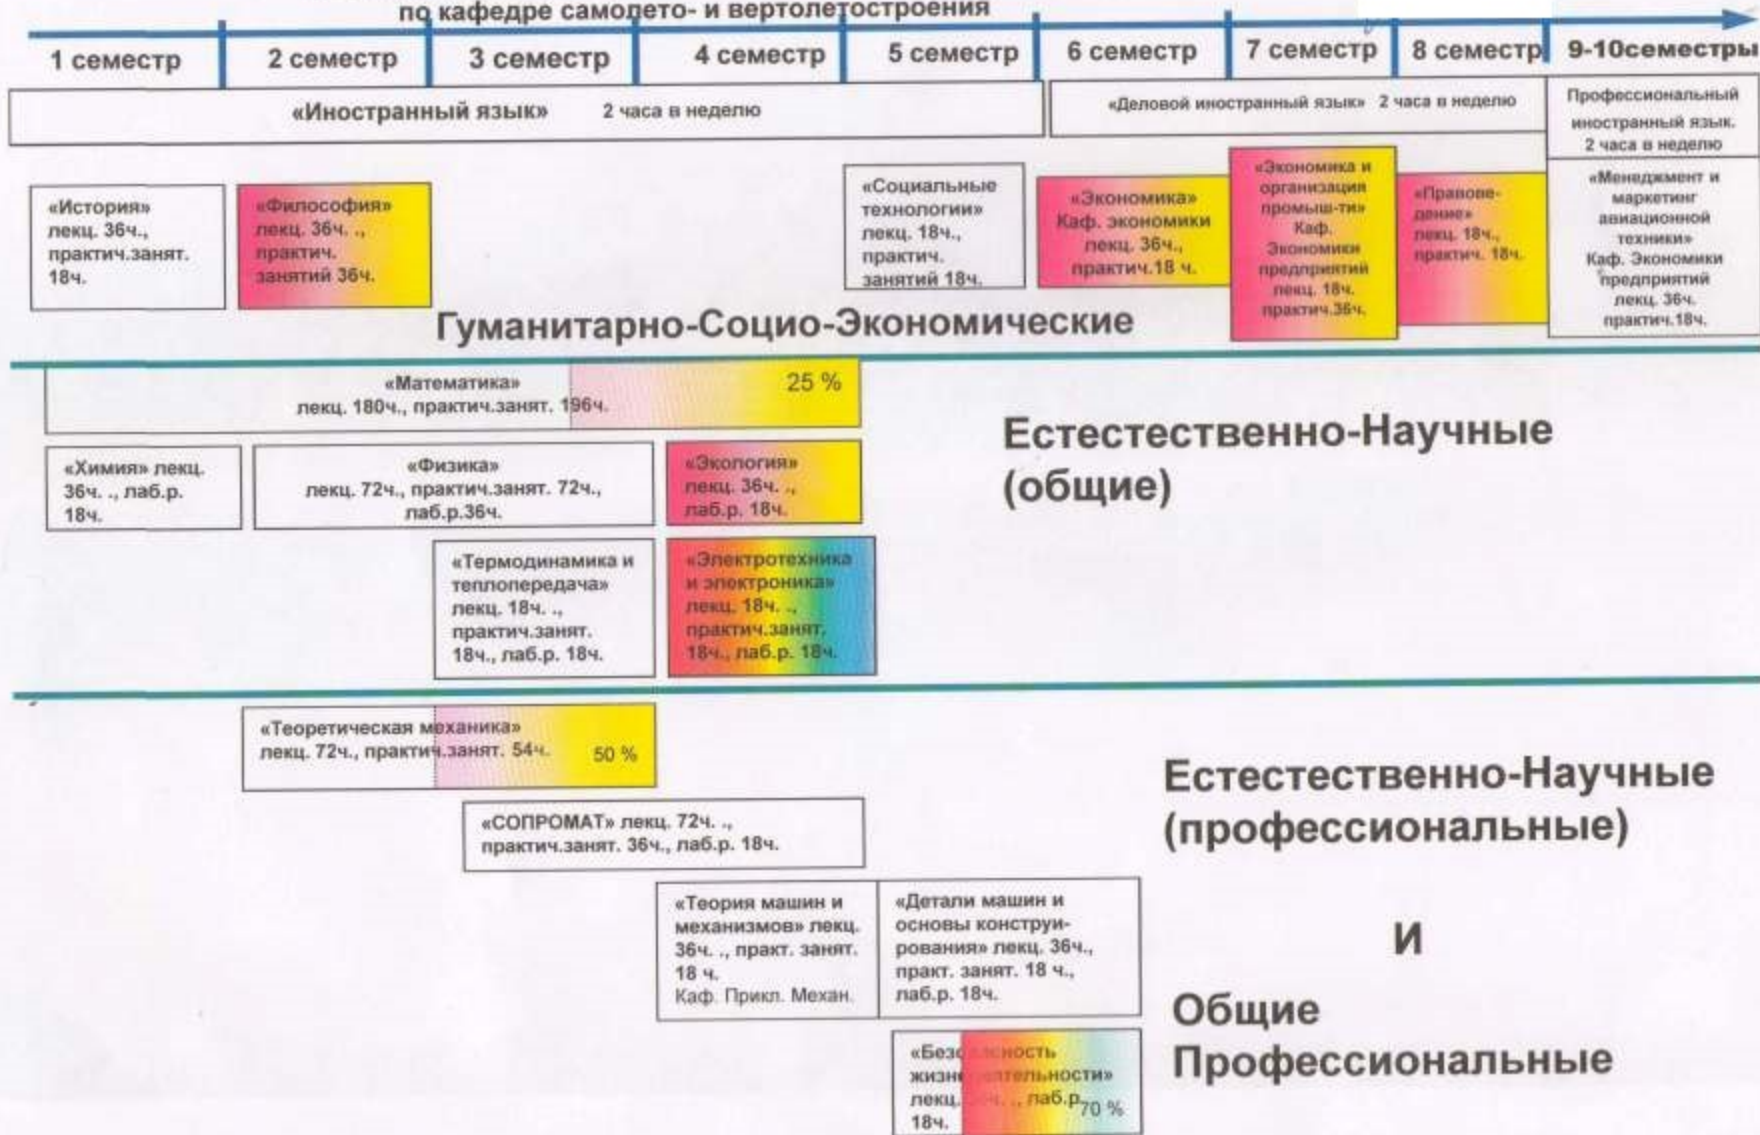 по кафедре самолето- и вертолетостроения
1 семестр
2 семестр
3 семестр
4 семестр
5 семестр
6 семестр
7 семестр
8 семестр
9-10семестры
«Иностранный язык» 2 часа в неделю
«Деловой иностранный язык» 2 часа в неделю
Профессиональный
иностранный язык.
2 часа в неделю
«История»
лекц. 36ч.,
практич.занят.
18ч.
«Философия»
лекц. 36ч. .,
практич.
занятий 36ч.
«Социальные
технологии»
лекц. 18ч.,
практич.
занятий 18ч.
«Экономика»
Каф. экономики
лекц. 36ч.,
практич.18 ч.
«Экономика и
организация
промыш-ти»
Каф.
Экономики
предприятий
лекц. 18ч.
практич.36ч.
«Правове-
дение»
лекц. 18ч.,
практич. 18ч.
«Менеджмент и
маркетинг
авиационной
техники»
Каф. Экономики
предприятий
лекц. 36ч.
практич.18ч.
Гуманитарно-Социо-Экономические
«Математика»
лекц. 180ч., практич.занят. 196ч.
25 %
Естестественно-Научные
(общие)
«Химия» лекц.
36ч. ., лаб.р.
18ч.
«Физика»
лекц. 72ч., практич.занят. 72ч.,
лаб.р.36ч.
«Экология»
лекц. 36ч. .,
лаб.р. 18ч.
«Термодинамика и
теплопередача»
лекц. 18ч. .,
практич.занят.
18ч., лаб.р. 18ч.
«Электротехника
и электроника»
лекц. 18ч. .,
практич.занят.
18ч., лаб.р. 18ч.
«Теоретическая механика»
лекц. 72ч., практич.занят. 54ч.
50 %
Естестественно-Научные
(профессиональные)
«СОПРОМАТ» лекц. 72ч. .,
практич.занят. 36ч., лаб.р. 18ч.
«Теория машин и
механизмов» лекц.
36ч. ., практ. занят.
18 ч.
Каф. Прикл. Механ.
«Детали машин и
основы конструи-
рования» лекц. 36ч.,
практ. занят. 18 ч.,
лаб.р. 18ч.
И
Общие
Профессиональные
«Безопасность
жизнедеятельности»
лекц. ., лаб.р.
18ч.
70 %